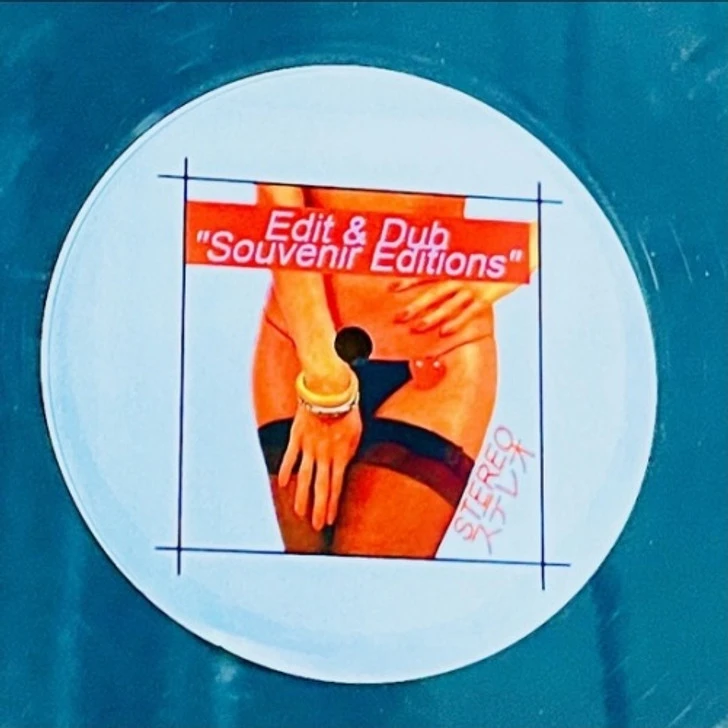 Edit & Dub
"Souvenir Editions"
STEREO
ステレオ